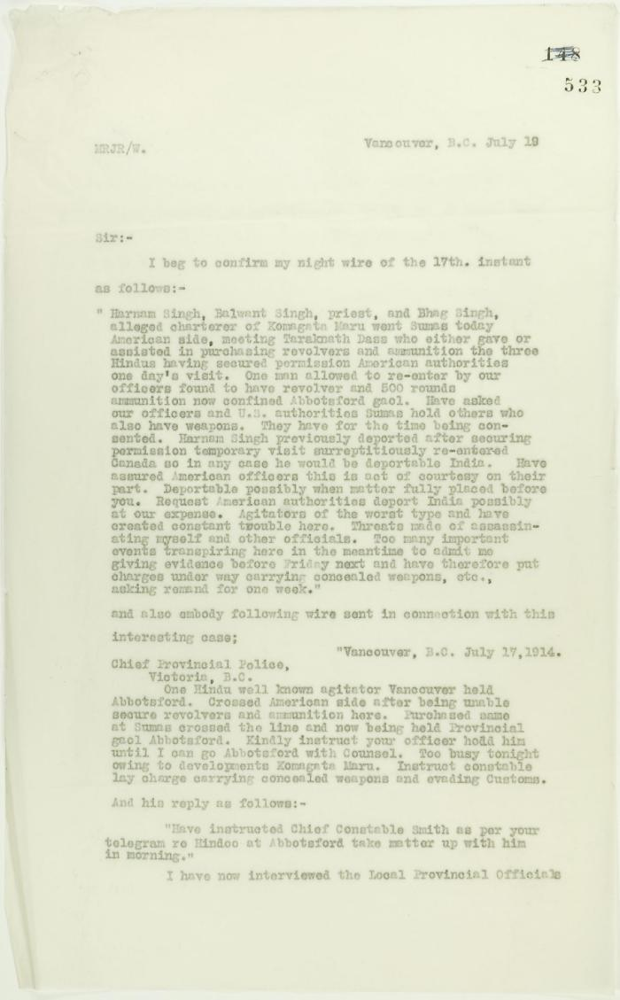 148
533
MRJR/W.
Vancouver, B.C. July 19
Sir:-
I beg to confirm my night wire of the 17th. instant
as follows:-
" Harnam Singh, Balwant Singh, priest, and Bhag Singh,
alleged charterer of Komagata Maru went Sumas today
American side, meeting Taraknath Dass who either gave or
assisted in purchasing revolvers and ammunition the three
Hindus having secured permission American authorities
one day's visit. One man allowed to re-enter by our
officers found to have revolver and 500 rounds
ammunition now confined Abbotsford gaol. Have asked
our officers and U.S. authorities Sumas hold others who
also have weapons. They have for the time being con-
sented. Harnam Singh previously deported after securing
permission temporary visit surreptitiously re-entered
Canada so in any case he would be deportable India. Have
assured American officers this is act of courtesy on their
part. Deportable possibly when matter fully placed before
you. Request American authorities deport India possibly
at our expense. Agitators of the worst type and have
created constant trouble here. Threats made of assassin-
ating myself and other officials. Too many important
events transpiring here in the meantime to admit me
giving evidence before Friday next and have therefore put
charges under way carrying concealed weapons, etc.,
asking remand for one week."
and also embody following wire sent in connection with this
interesting case;
"Vancouver, B.C. July 17,1914.
Chief Provincial Police,
Victoria, B.C.
One Hindu well known agitator Vancouver held
Abbotsford. Crossed American side after being unable
secure revolvers and ammunition here. Purchased same
at Sumas crossed the line and now being held Provincial
gaol Abbotsford. Kindly instruct your officer hodd him
until I can go Abbotsford with Counsel. Too busy tonight
owing to developments Komagata Maru. Instruct constable
lay charge carrying concealed weapons and evading Customs.
And his reply as follows:-
"Have instructed Chief Constable Smith as per your
telegram re Hindoo at Abbotsford take matter up with him
in morning."
I have now interviewed the Local Provincial Officials